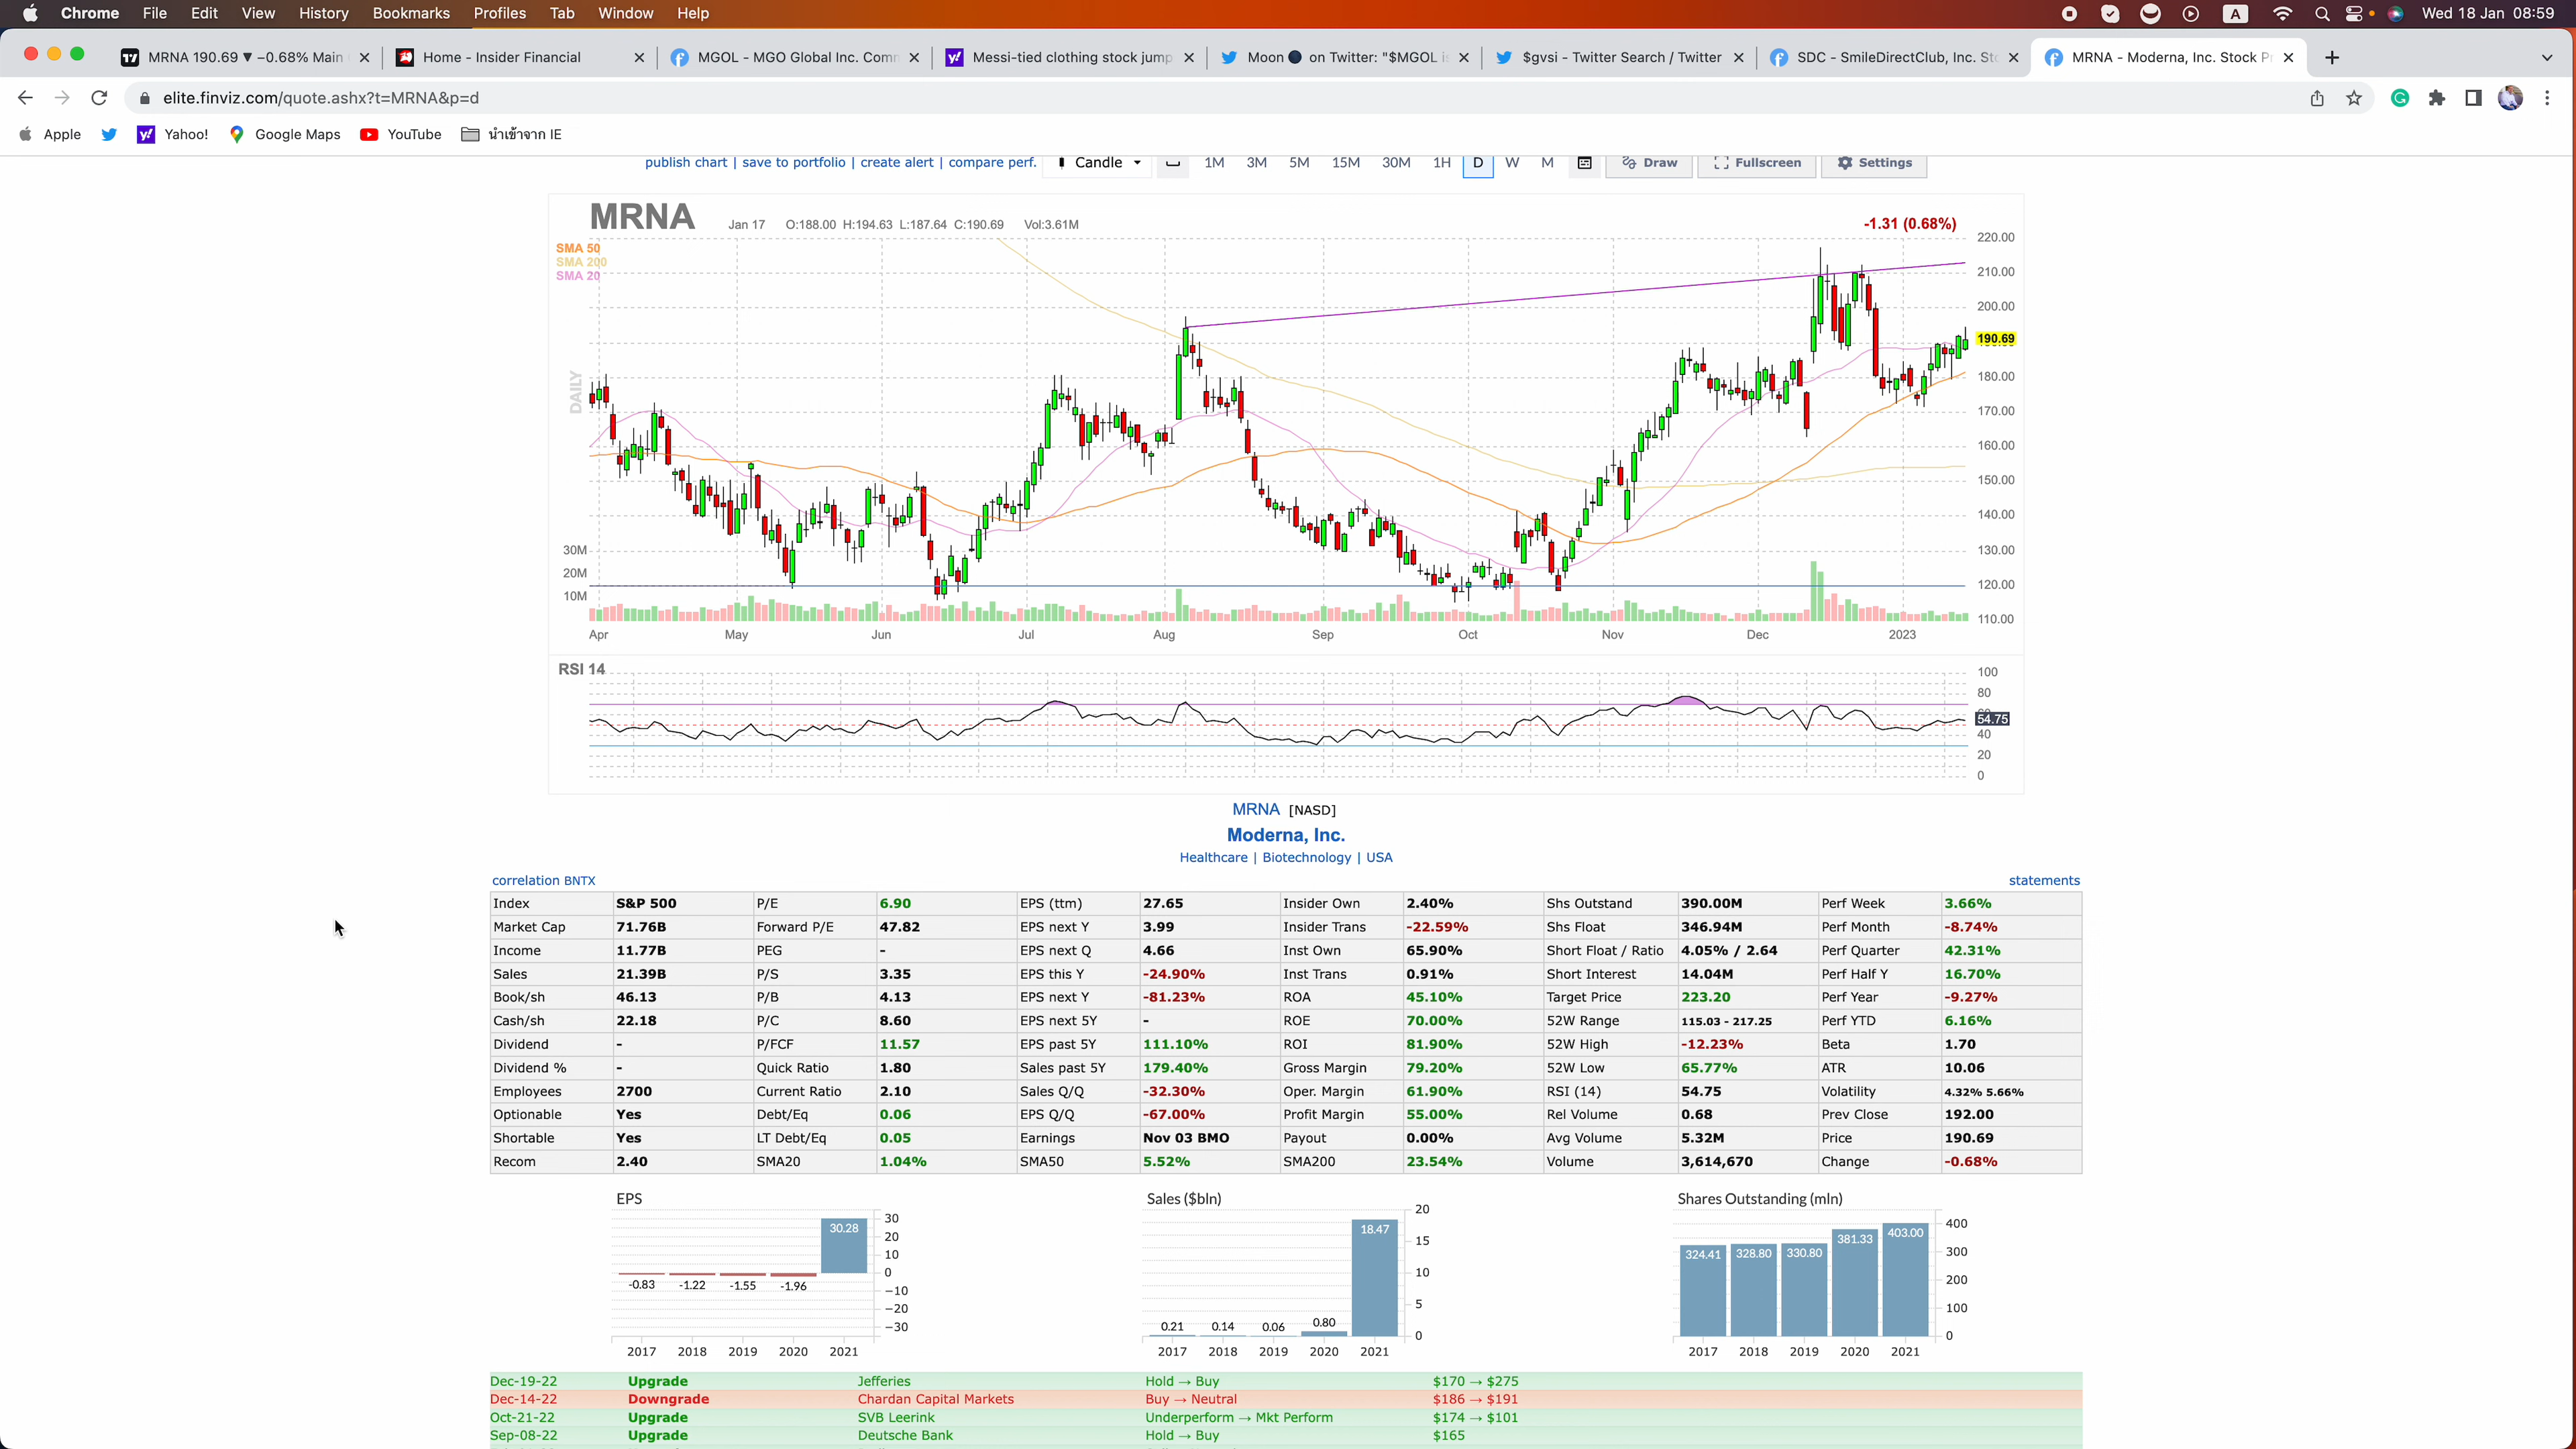 Chrome File Edit View History Bookmarks Profiles Tab Window Help A Wed 18 Jan 08:59
MRNA 190.69 ▼ −0.68% Main Home - Insider Financial MGOL - MGO Global Inc. Comm Messi-tied clothing stock jump Moon 🌑 on Twitter: "$MGOL is $gvsi - Twitter Search / Twitter SDC - SmileDirectClub, Inc. Sto MRNA - Moderna, Inc. Stock Pr
elite.finviz.com/quote.ashx?t=MRNA&p=d
Apple Yahoo! Google Maps YouTube นำเข้าจาก IE
publish chart | save to portfolio | create alert | compare perf. Candle 1M 3M 5M 15M 30M 1H D W M Draw Fullscreen Settings
MRNA Jan 17 O:188.00 H:194.63 L:187.64 C:190.69 Vol:3.61M -1.31 (0.68%)
SMA 50
SMA 200
SMA 20
DAILY
220.00
210.00
200.00
190.69
180.00
170.00
160.00
150.00
140.00
30M 130.00
20M 120.00
10M
110.00
Apr May Jun Jul Aug Sep Oct Nov Dec 2023
RSI 14
100
80
54.75
40
20
0
MRNA [NASD]
Moderna, Inc.
Healthcare | Biotechnology | USA
correlation BNTX statements
Index S&P 500 P/E 6.90 EPS (ttm) 27.65 Insider Own 2.40% Shs Outstand 390.00M Perf Week 3.66%
Market Cap 71.76B Forward P/E 47.82 EPS next Y 3.99 Insider Trans -22.59% Shs Float 346.94M Perf Month -8.74%
Income 11.77B PEG - EPS next Q 4.66 Inst Own 65.90% Short Float / Ratio 4.05% / 2.64 Perf Quarter 42.31%
Sales 21.39B P/S 3.35 EPS this Y -24.90% Inst Trans 0.91% Short Interest 14.04M Perf Half Y 16.70%
Book/sh 46.13 P/B 4.13 EPS next Y -81.23% ROA 45.10% Target Price 223.20 Perf Year -9.27%
Cash/sh 22.18 P/C 8.60 EPS next 5Y - ROE 70.00% 52W Range 115.03 - 217.25 Perf YTD 6.16%
Dividend - P/FCF 11.57 EPS past 5Y 111.10% ROI 81.90% 52W High -12.23% Beta 1.70
Dividend % - Quick Ratio 1.80 Sales past 5Y 179.40% Gross Margin 79.20% 52W Low 65.77% ATR 10.06
Employees 2700 Current Ratio 2.10 Sales Q/Q -32.30% Oper. Margin 61.90% RSI (14) 54.75 Volatility 4.32% 5.66%
Optionable Yes Debt/Eq 0.06 EPS Q/Q -67.00% Profit Margin 55.00% Rel Volume 0.68 Prev Close 192.00
Shortable Yes LT Debt/Eq 0.05 Earnings Nov 03 BMO Payout 0.00% Avg Volume 5.32M Price 190.69
Recom 2.40 SMA20 1.04% SMA50 5.52% SMA200 23.54% Volume 3,614,670 Change -0.68%
EPS
30
20
10
0
−10
−20
−30
-0.83 -1.22 -1.55 -1.96 30.28
2017 2018 2019 2020 2021
Sales ($bln)
20
15
10
5
0
0.21 0.14 0.06 0.80 18.47
2017 2018 2019 2020 2021
Shares Outstanding (mln)
400
300
200
100
0
324.41 328.80 330.80 381.33 403.00
2017 2018 2019 2020 2021
Dec-19-22 Upgrade Jefferies Hold → Buy $170 → $275
Dec-14-22 Downgrade Chardan Capital Markets Buy → Neutral $186 → $191
Oct-21-22 Upgrade SVB Leerink Underperform → Mkt Perform $174 → $101
Sep-08-22 Upgrade Deutsche Bank Hold → Buy $165